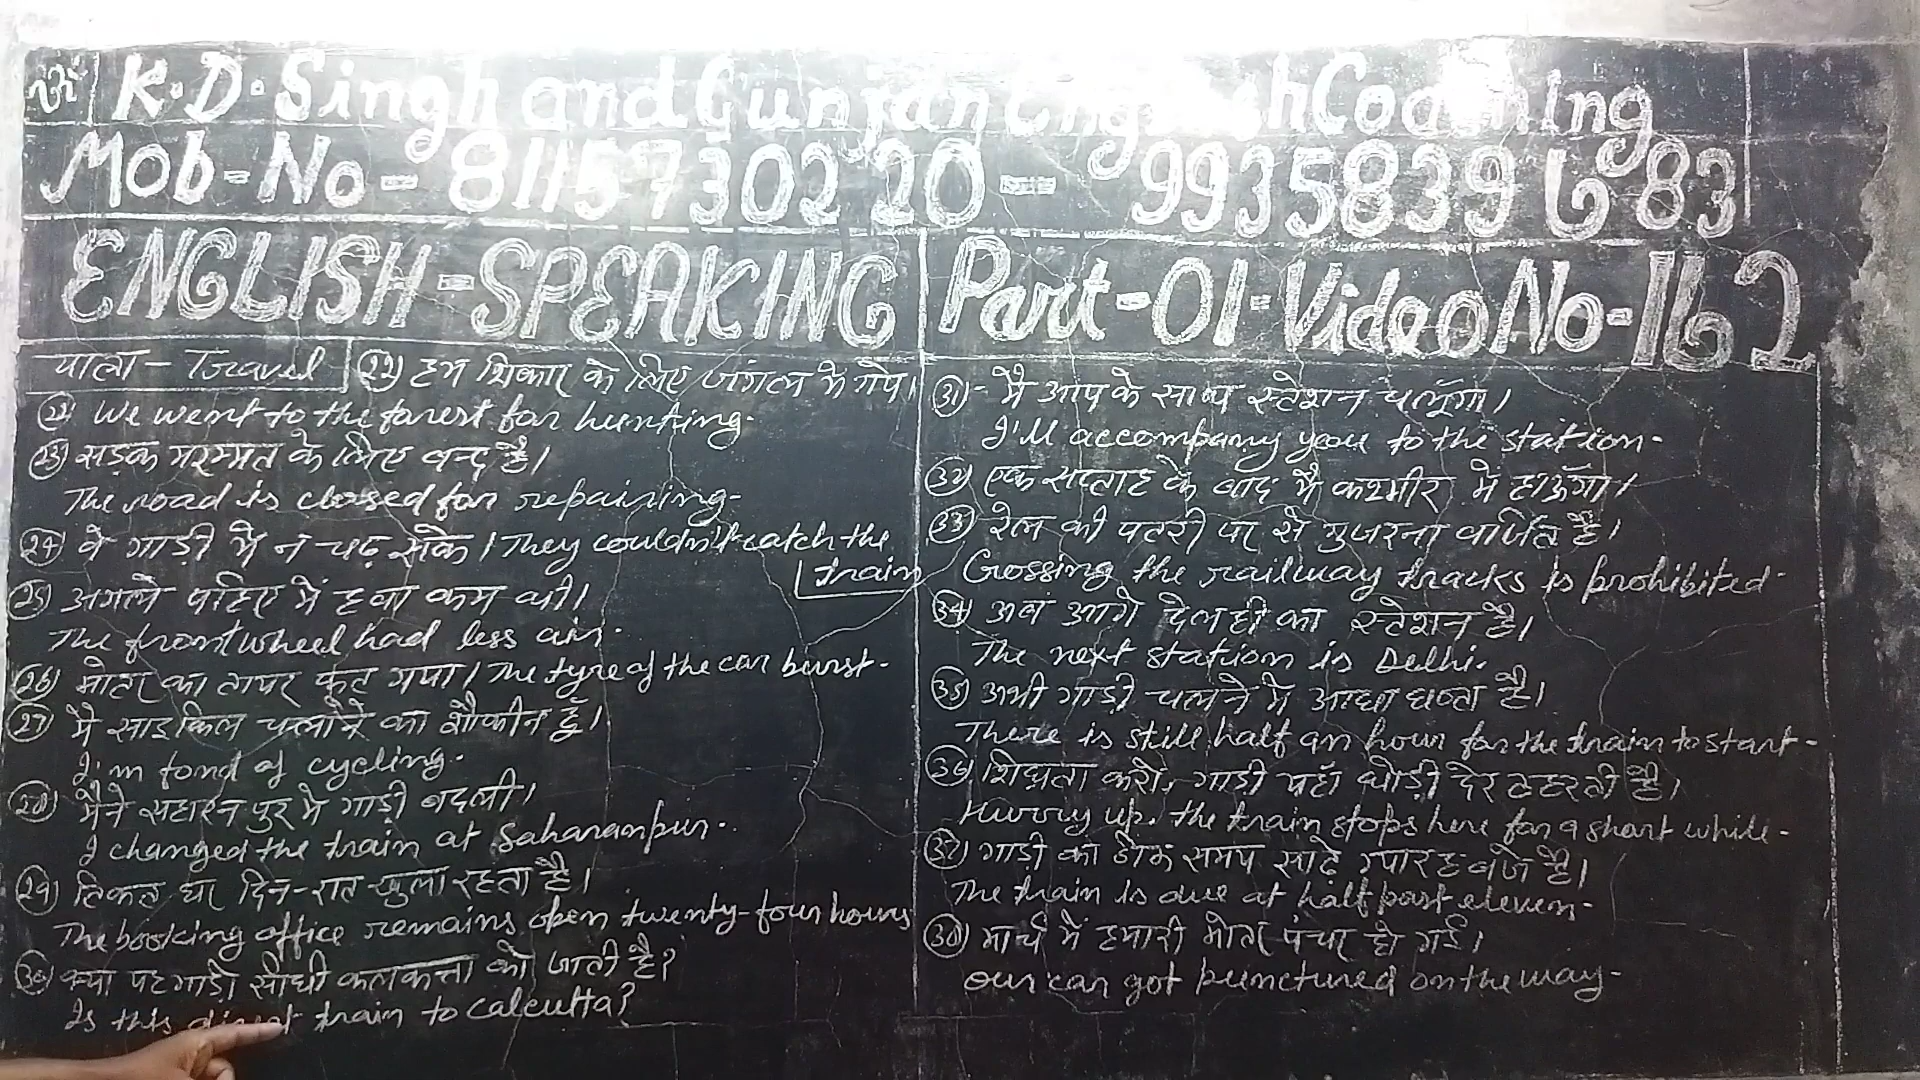 ॐ K.D. Singh and Gunjan English Coaching
Mob-No- 8115730220 - 9935839683
ENGLISH-SPEAKING
Part-01-Video No-162
यात्रा - Travel
(22) हम शिकार के लिए जंगल में गये।
(22) We went to the forest for hunting.
(23) सड़क मरम्मत के लिए बन्द है।
The road is closed for repairing-
(24) वे गाड़ी मे न चढ़ सके। They couldn't catch the
train
(25) अगले पहिए में हवा कम थी।
The front wheel had less air.
(26) मोटर का टायर फूट गया। The tyre of the car burst-
(27) मै साइकिल चलाने का शौकीन हूँ।
I'm fond of cycling.
(28) मैने सहारनपुर मे गाड़ी बदली।
I changed the train at Saharanpur.
(29) टिकट घर दिन-रात खुला रहता है।
The booking office remains open twenty-four hours
(30) क्या यह गाड़ी सीधी कलकत्ता को जाती है?
Is this direct train to Calcutta?
(31)- मै आप के साथ स्टेशन चलूँगा।
I'll accompany you to the station-
(32) एक सप्ताह के बाद मै कश्मीर मे हाऊँगा।
(33) रेल की पटरी पर से गुजरना वर्जित है।
Crossing the railway tracks is prohibited-
(34) अब आगे देलही का स्टेशन है।
The next station is Delhi.
(35) अभी गाड़ी चलने मे आधा घण्टा है।
There is still half an hour for the train to start-
(36) शिघ्रता करो, गाड़ी यहाँ थोड़ी देर ठहरती है।
Hurry up. the train stops here for a short while-
(37) गाड़ी का ठीक समय साढ़े ग्यारह बजे है।
The train is due at half past eleven-
(38) मार्च में हमारी मोटर पंचर हो गई।
Our car got punctured on the way-